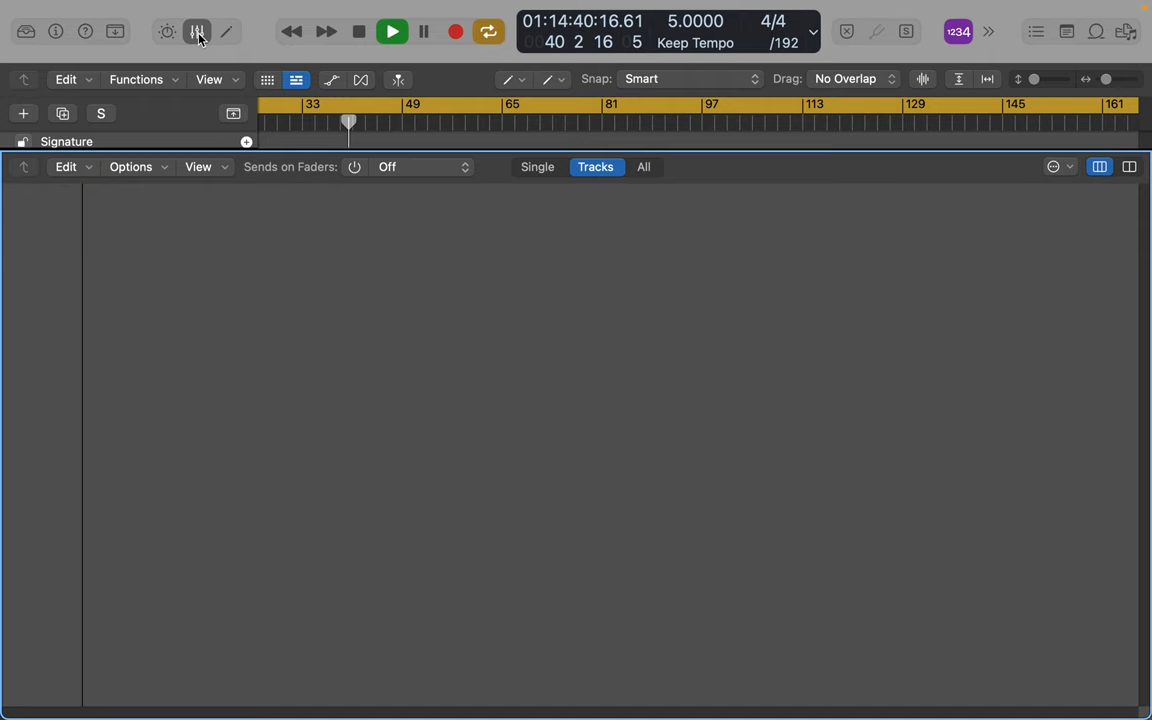 01:14:40:16.61 5.0000 4/4
0040 2 16 05 Keep Tempo /192
1234
Edit Functions View Snap: Smart Drag: No Overlap
S 33 49 65 81 97 113 129 145 161
Signature
Edit Options View Sends on Faders: Off Single Tracks All